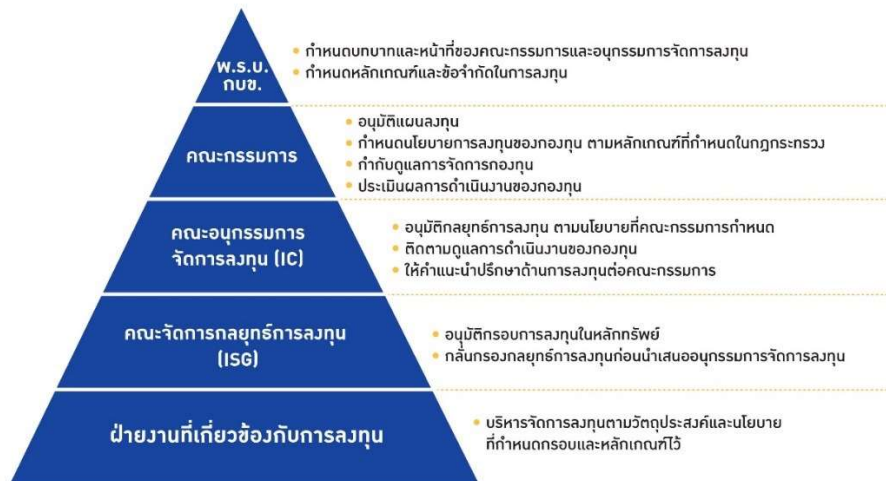 พ.ร.บ.
กบข.
• กำหนดบทบาทและหน้าที่ของคณะกรรมการและอนุกรรมการจัดการลงทุน
• กำหนดหลักเกณฑ์และข้อจำกัดในการลงทุน
คณะกรรมการ
• อนุมัติแผนลงทุน
• กำหนดนโยบายการลงทุนของกองทุน ตามหลักเกณฑ์ที่กำหนดในกฎกระทรวง
• กำกับดูแลการจัดการกองทุน
• ประเมินผลการดำเนินงานของกองทุน
คณะอนุกรรมการ
จัดการลงทุน (IC)
• อนุมัติกลยุทธ์การลงทุน ตามนโยบายที่คณะกรรมการกำหนด
• ติดตามดูแลการดำเนินงานของกองทุน
• ให้คำแนะนำปรึกษาด้านการลงทุนต่อคณะกรรมการ
คณะจัดการกลยุทธ์การลงทุน
(ISG)
• อนุมัติกรอบการลงทุนในหลักทรัพย์
• กลั่นกรองกลยุทธ์การลงทุนก่อนนำเสนออนุกรรมการจัดการลงทุน
ฝ่ายงานที่เกี่ยวข้องกับการลงทุน
• บริหารจัดการลงทุนตามวัตถุประสงค์และนโยบาย
ที่กำหนดกรอบและหลักเกณฑ์ไว้